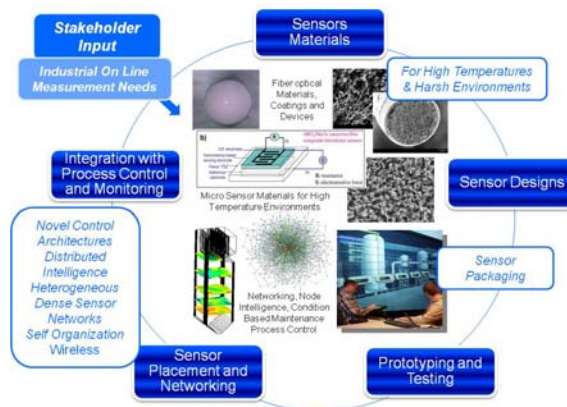 Stakeholder
Input
Industrial On Line
Measurement Needs
Sensors
Materials
For High Temperatures
& Harsh Environments
Fiber optical
Materials,
Coatings and
Devices
b)
Integration with
Process Control
and Monitoring
Sensor Designs
Micro Sensor Materials for High
Temperature Environments
Novel Control
Architectures
Distributed
Intelligence
Heterogeneous
Dense Sensor
Networks
Self Organization
Wireless
Sensor
Packaging
Networking, Node
Intelligence, Condition
Based Maintenance
Process Control
Sensor
Placement and
Networking
Prototyping and
Testing